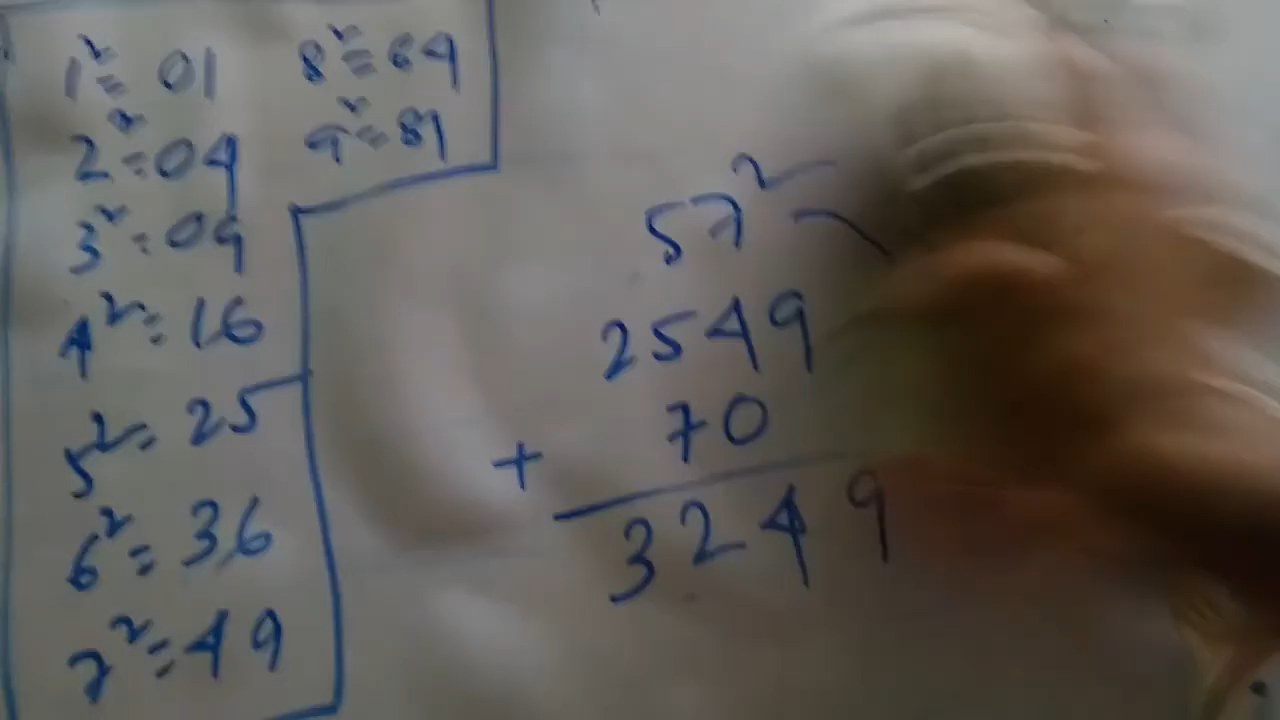 1² = 01
2² = 04
3² = 09
4² = 16
5² = 25
6² = 36
7² = 49
8² = 64
9² = 81
57²
2549
70
+
3249